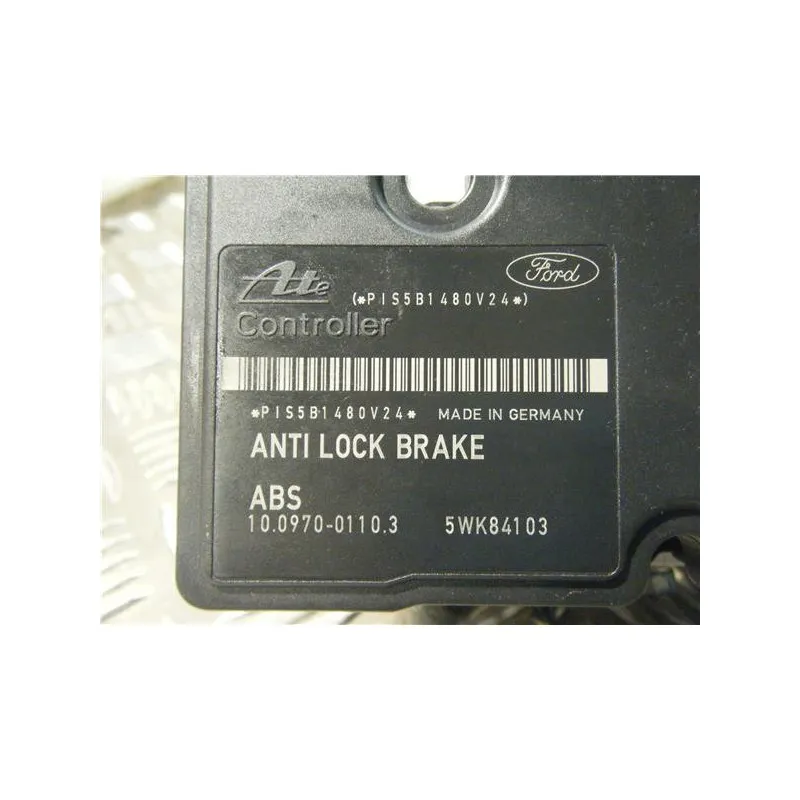 Ate
Ford
(*PIS5B1480V24*)
Controller
*PIS5B1480V24* MADE IN GERMANY
ANTI LOCK BRAKE
ABS
10.0970-0110.3 5WK84103